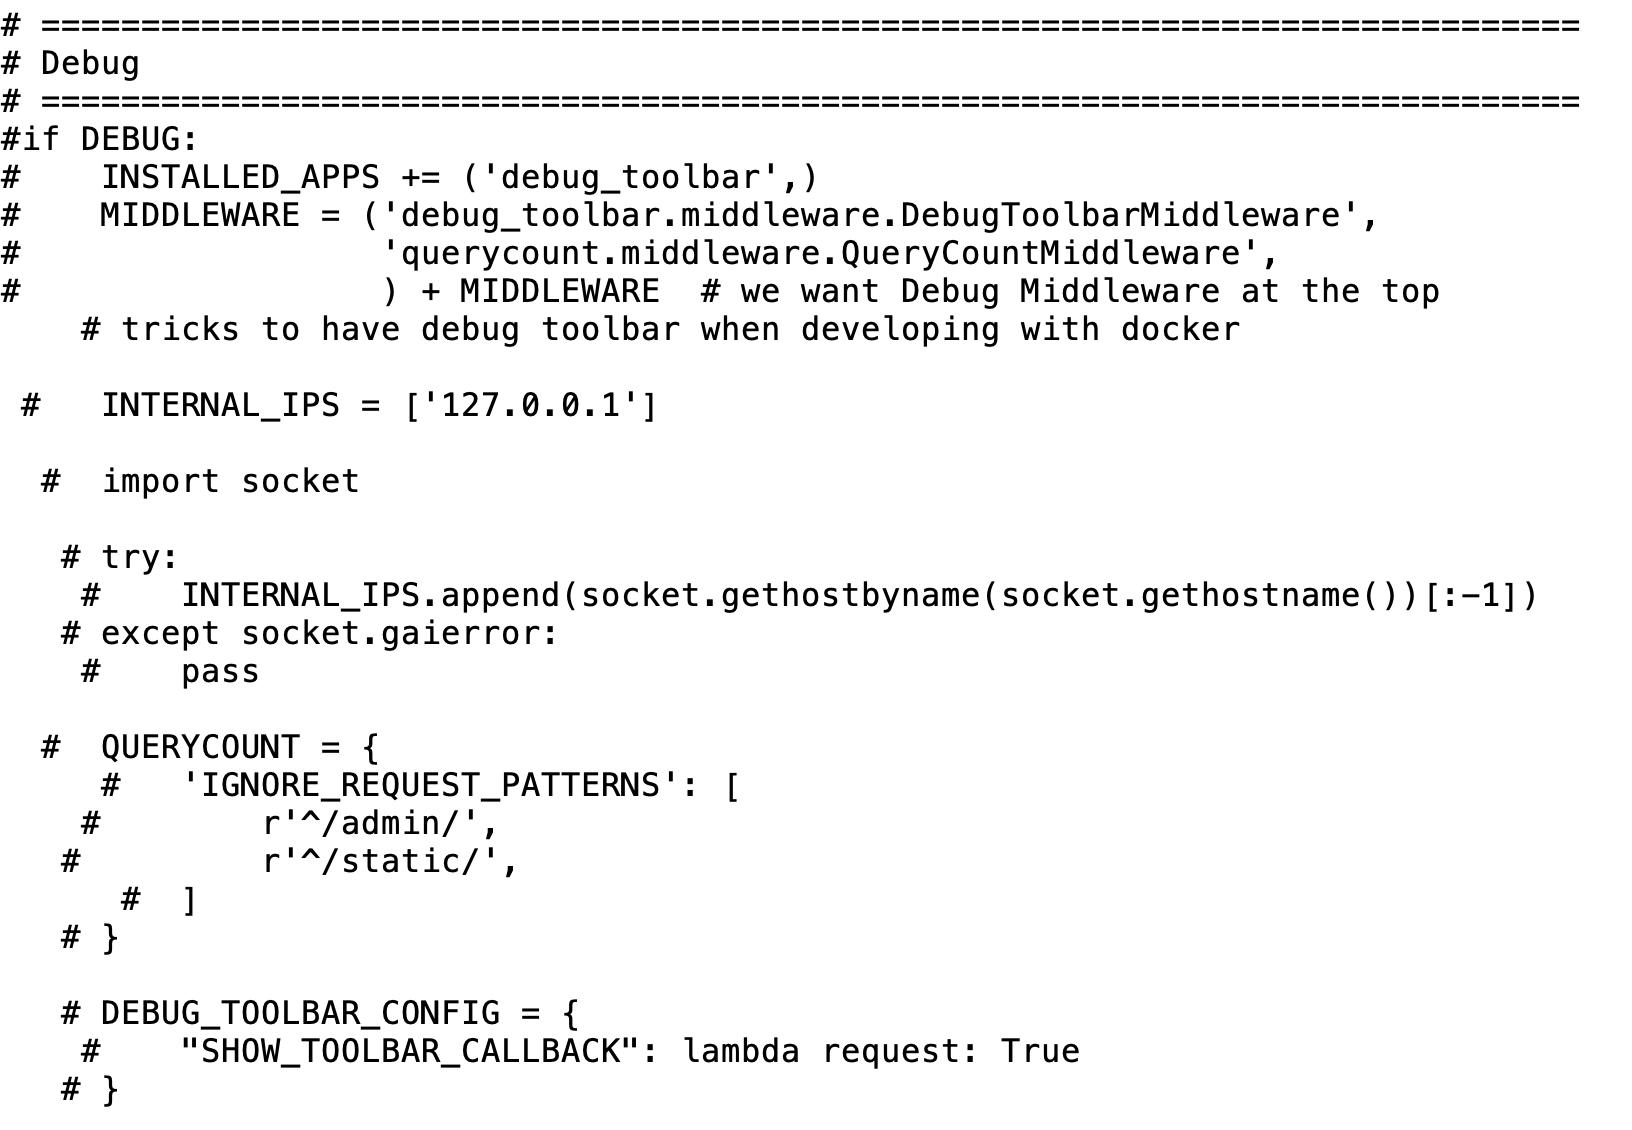 # =============================================================================
# Debug
# =============================================================================
#if DEBUG:
#    INSTALLED_APPS += ('debug_toolbar',)
#    MIDDLEWARE = ('debug_toolbar.middleware.DebugToolbarMiddleware',
#                  'querycount.middleware.QueryCountMiddleware',
#                  ) + MIDDLEWARE  # we want Debug Middleware at the top
    # tricks to have debug toolbar when developing with docker

 #   INTERNAL_IPS = ['127.0.0.1']

  #  import socket

   # try:
    #    INTERNAL_IPS.append(socket.gethostbyname(socket.gethostname())[:-1])
   # except socket.gaierror:
    #    pass

  #  QUERYCOUNT = {
     #   'IGNORE_REQUEST_PATTERNS': [
    #        r'^/admin/',
   #         r'^/static/',
      #  ]
   # }

   # DEBUG_TOOLBAR_CONFIG = {
    #    "SHOW_TOOLBAR_CALLBACK": lambda request: True
   # }